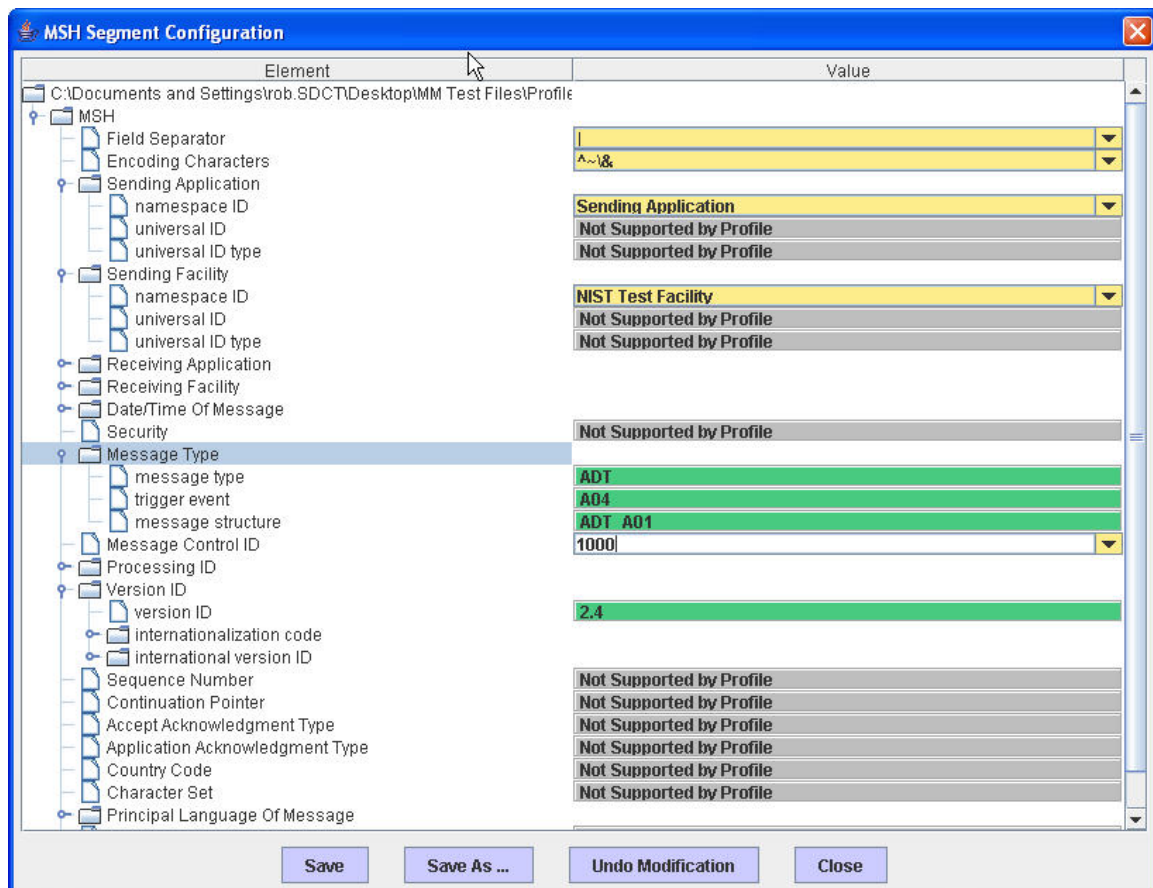 MSH Segment Configuration
Element Value
C:\Documents and Settings\rob.SDCT\Desktop\MM Test Files\Profile
MSH
Field Separator |
Encoding Characters ^~\&
Sending Application
namespace ID Sending Application
universal ID Not Supported by Profile
universal ID type Not Supported by Profile
Sending Facility
namespace ID NIST Test Facility
universal ID Not Supported by Profile
universal ID type Not Supported by Profile
Receiving Application
Receiving Facility
Date/Time Of Message
Security Not Supported by Profile
Message Type
message type ADT
trigger event A04
message structure ADT_A01
Message Control ID 1000
Processing ID
Version ID
version ID 2.4
internationalization code
international version ID
Sequence Number Not Supported by Profile
Continuation Pointer Not Supported by Profile
Accept Acknowledgment Type Not Supported by Profile
Application Acknowledgment Type Not Supported by Profile
Country Code Not Supported by Profile
Character Set Not Supported by Profile
Principal Language Of Message
Save Save As ... Undo Modification Close